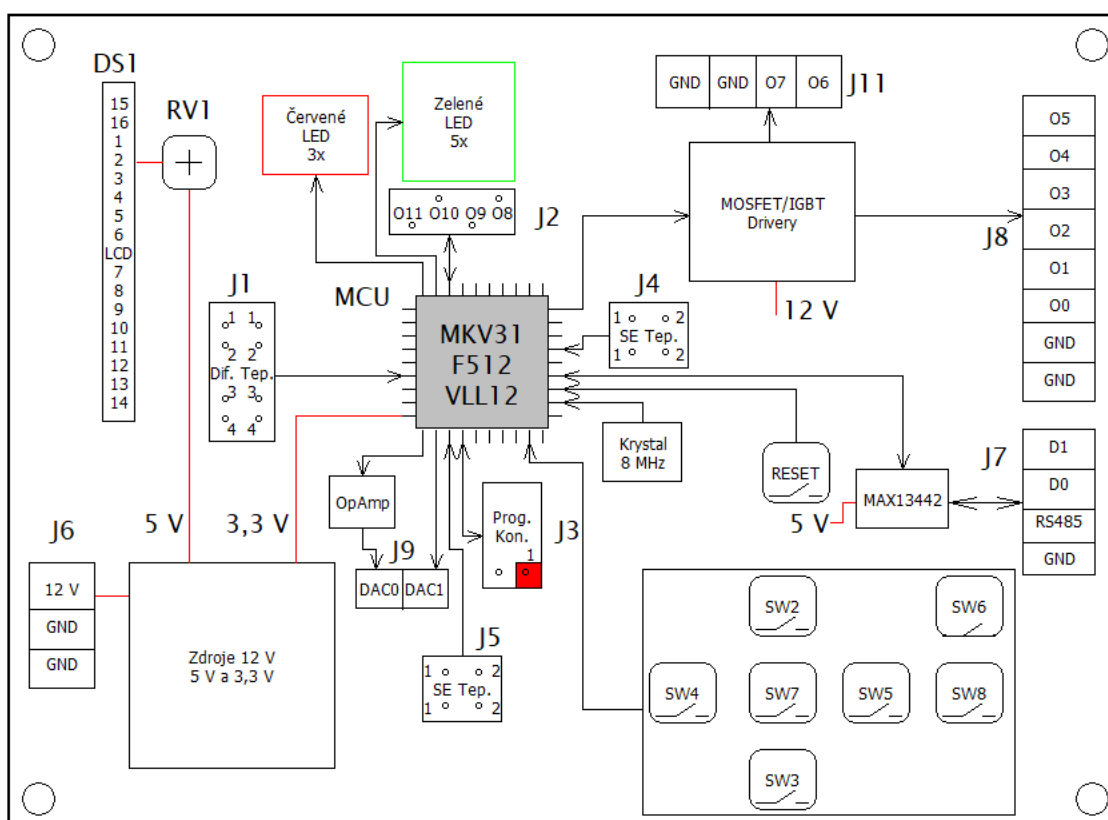 DS1
15
16
1
2
3
4
5
6
LCD
7
8
9
10
11
12
13
14
RV1
Červené
LED
3x
Zelené
LED
5x
O11 O10 O9 O8
J2
GND GND O7 O6
J11
MOSFET/IGBT
Drivery
12 V
J8
O5
O4
O3
O2
O1
O0
GND
GND
J1
1 1
2 2
Dif. Tep.
3 3
4 4
MCU
MKV31
F512
VLL12
J4
1 2
SE Tep.
1 2
Krystal
8 MHz
RESET
MAX13442
5 V
J7
D1
D0
RS485
GND
5 V
3,3 V
OpAmp
J9
DAC0 DAC1
Prog.
Kon.
1
J3
J6
12 V
GND
GND
Zdroje 12 V
5 V a 3,3 V
J5
1 2
SE Tep.
1 2
SW2
SW6
SW4
SW7
SW5
SW8
SW3